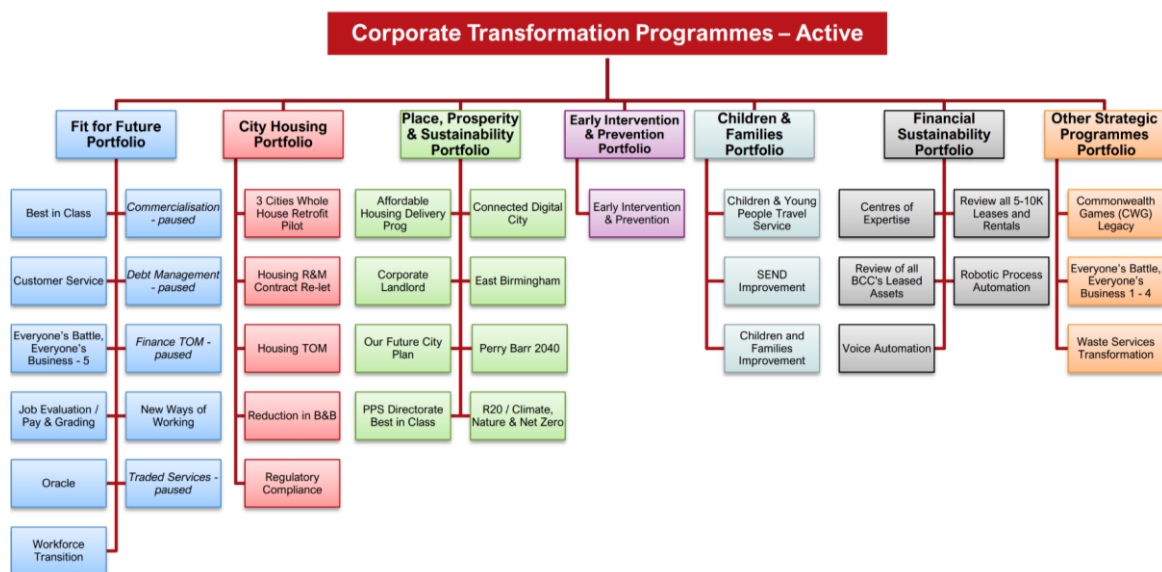 Corporate Transformation Programmes – Active
Fit for Future
Portfolio
City Housing
Portfolio
Place, Prosperity
& Sustainability
Portfolio
Early Intervention
& Prevention
Portfolio
Children &
Families
Portfolio
Financial
Sustainability
Portfolio
Other Strategic
Programmes
Portfolio
Best in Class
Commercialisation
- paused
Customer Service
Debt Management
- paused
Everyone's Battle,
Everyone's
Business - 5
Finance TOM -
paused
Job Evaluation /
Pay & Grading
New Ways of
Working
Oracle
Traded Services -
paused
Workforce
Transition
3 Cities Whole
House Retrofit
Pilot
Housing R&M
Contract Re-let
Housing TOM
Reduction in B&B
Regulatory
Compliance
Affordable
Housing Delivery
Prog
Connected Digital
City
Corporate
Landlord
East Birmingham
Our Future City
Plan
Perry Barr 2040
PPS Directorate
Best in Class
R20 / Climate,
Nature & Net Zero
Early Intervention
& Prevention
Children & Young
People Travel
Service
SEND
Improvement
Children and
Families
Improvement
Centres of
Expertise
Review all 5-10K
Leases and
Rentals
Review of all
BCC's Leased
Assets
Robotic Process
Automation
Voice Automation
Commonwealth
Games (CWG)
Legacy
Everyone's Battle,
Everyone's
Business 1 - 4
Waste Services
Transformation